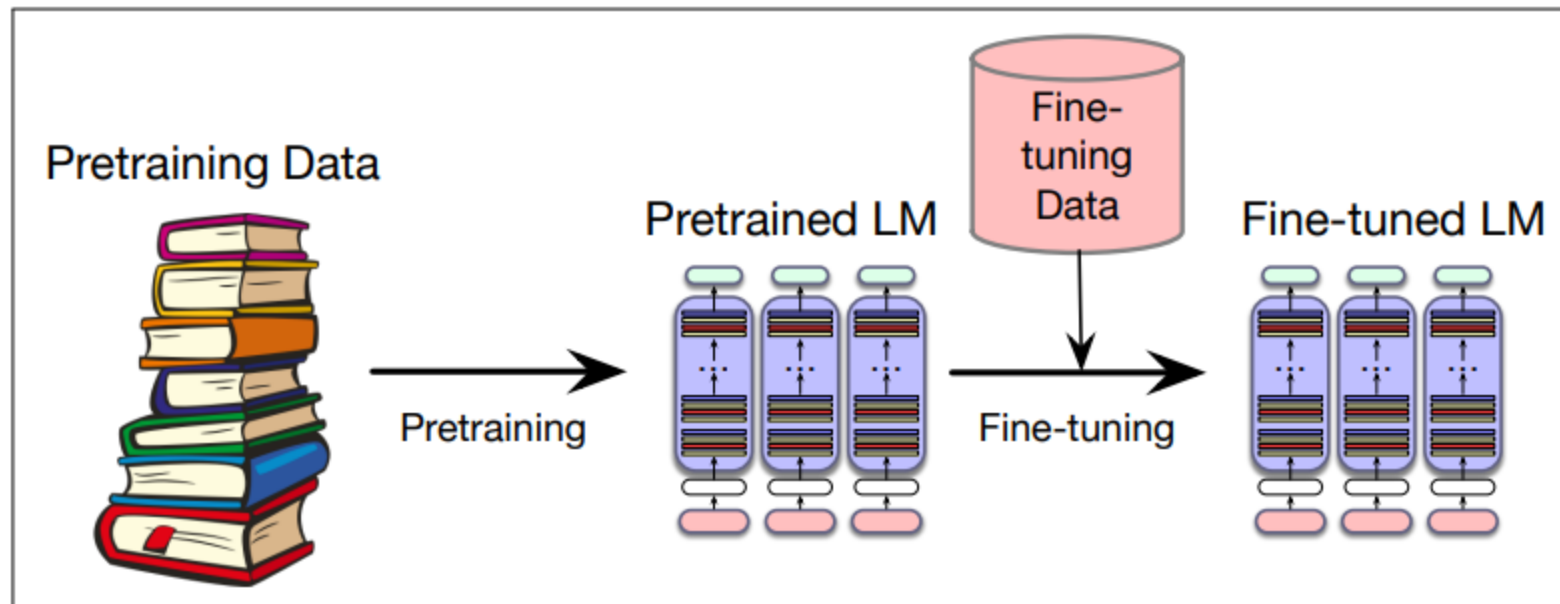 Pretraining Data
Pretraining
Pretrained LM
...
...
...
Fine-
tuning
Data
Fine-tuning
Fine-tuned LM
...
...
...